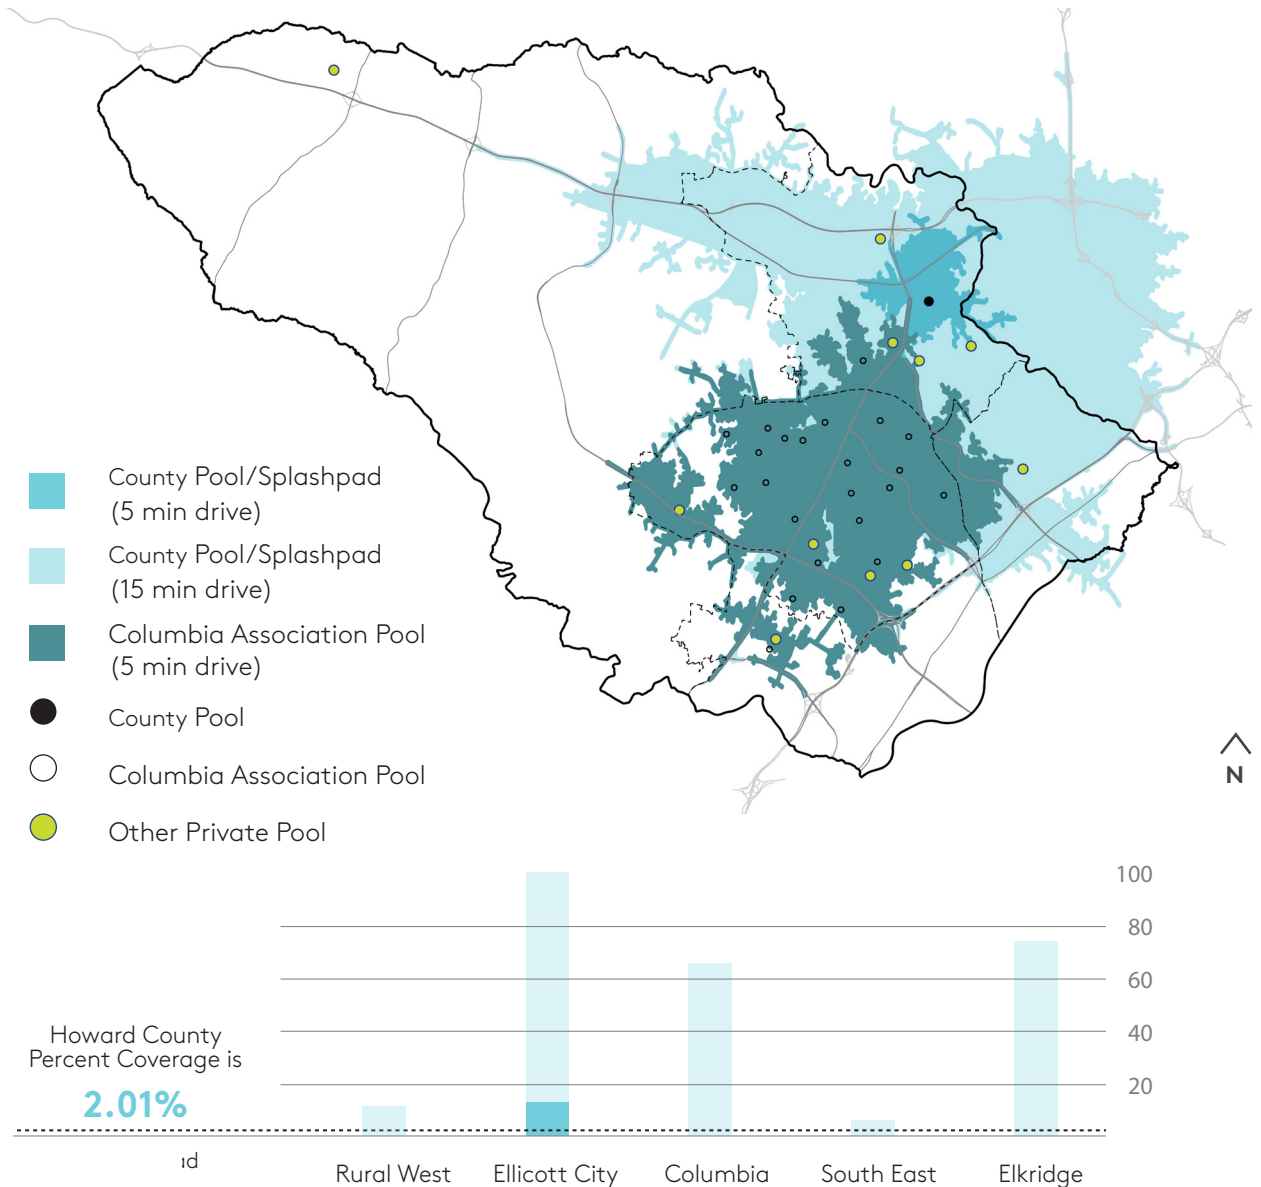 County Pool/Splashpad
(5 min drive)
County Pool/Splashpad
(15 min drive)
Columbia Association Pool
(5 min drive)
County Pool
Columbia Association Pool
Other Private Pool
N
100
80
60
40
20
Howard County
Percent Coverage is
2.01%
Rural West
Ellicott City
Columbia
South East
Elkridge